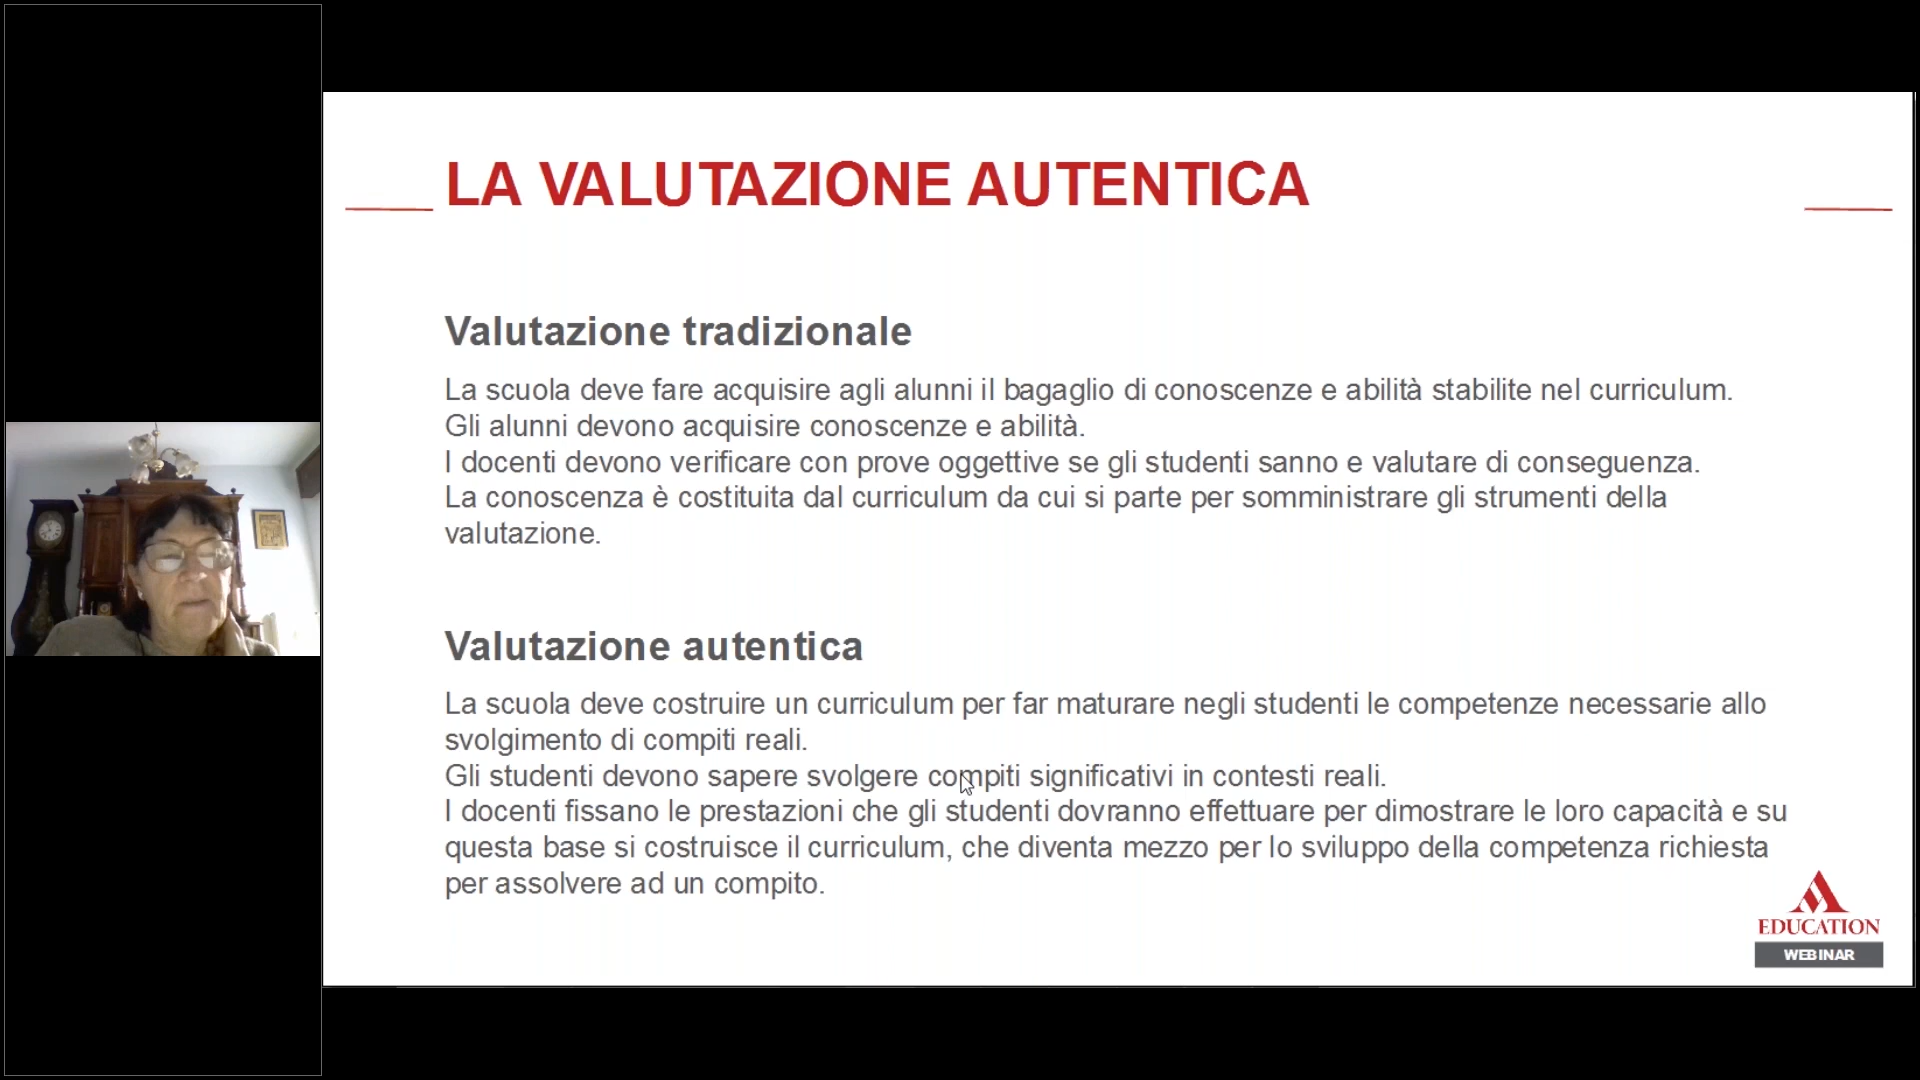 LA VALUTAZIONE AUTENTICA
Valutazione tradizionale
La scuola deve fare acquisire agli alunni il bagaglio di conoscenze e abilità stabilite nel curriculum.
Gli alunni devono acquisire conoscenze e abilità.
I docenti devono verificare con prove oggettive se gli studenti sanno e valutare di conseguenza.
La conoscenza è costituita dal curriculum da cui si parte per somministrare gli strumenti della
valutazione.
Valutazione autentica
La scuola deve costruire un curriculum per far maturare negli studenti le competenze necessarie allo
svolgimento di compiti reali.
Gli studenti devono sapere svolgere compiti significativi in contesti reali.
I docenti fissano le prestazioni che gli studenti dovranno effettuare per dimostrare le loro capacità e su
questa base si costruisce il curriculum, che diventa mezzo per lo sviluppo della competenza richiesta
per assolvere ad un compito.
EDUCATION
WEBINAR